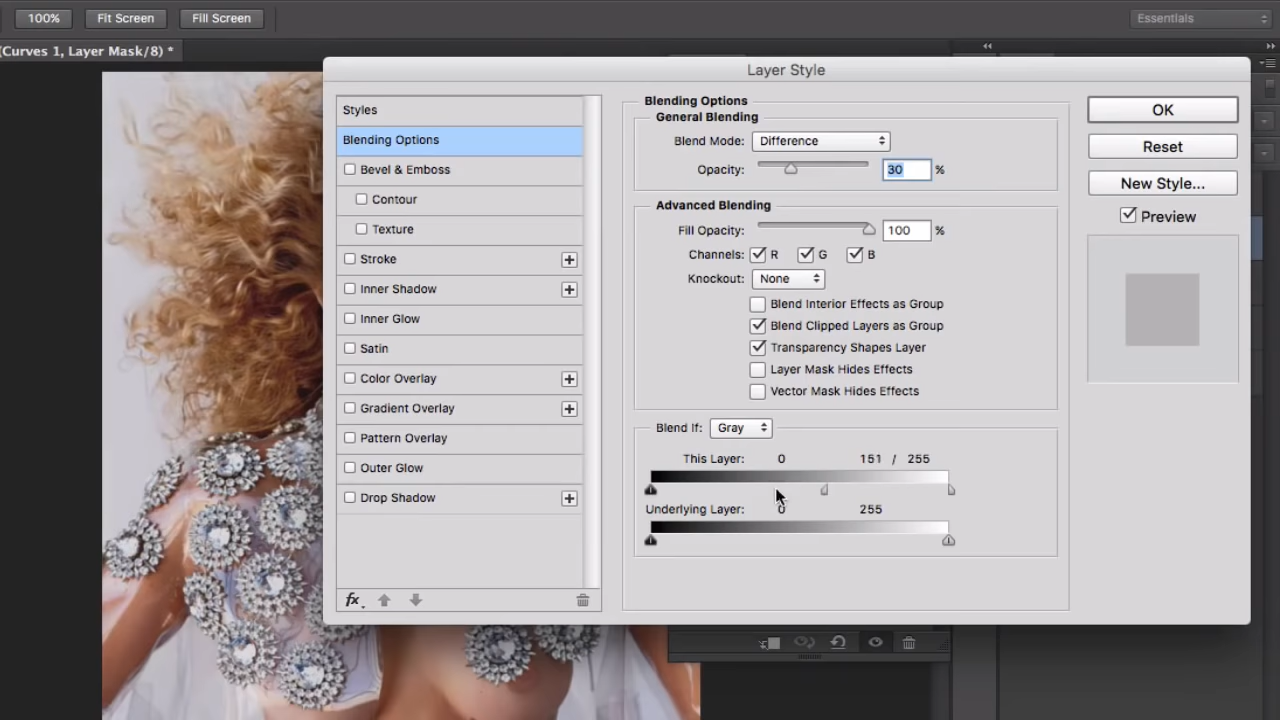 100%
Fit Screen
Fill Screen
Essentials
(Curves 1, Layer Mask/8) *
Layer Style
Styles
Blending Options
Bevel & Emboss
Contour
Texture
Stroke
Inner Shadow
Inner Glow
Satin
Color Overlay
Gradient Overlay
Pattern Overlay
Outer Glow
Drop Shadow
fx.
Blending Options
General Blending
Blend Mode: Difference
Opacity: 30 %
Advanced Blending
Fill Opacity: 100 %
Channels: R G B
Knockout: None
Blend Interior Effects as Group
Blend Clipped Layers as Group
Transparency Shapes Layer
Layer Mask Hides Effects
Vector Mask Hides Effects
Blend If: Gray
This Layer: 0 151 / 255
Underlying Layer: 0 255
OK
Reset
New Style...
Preview